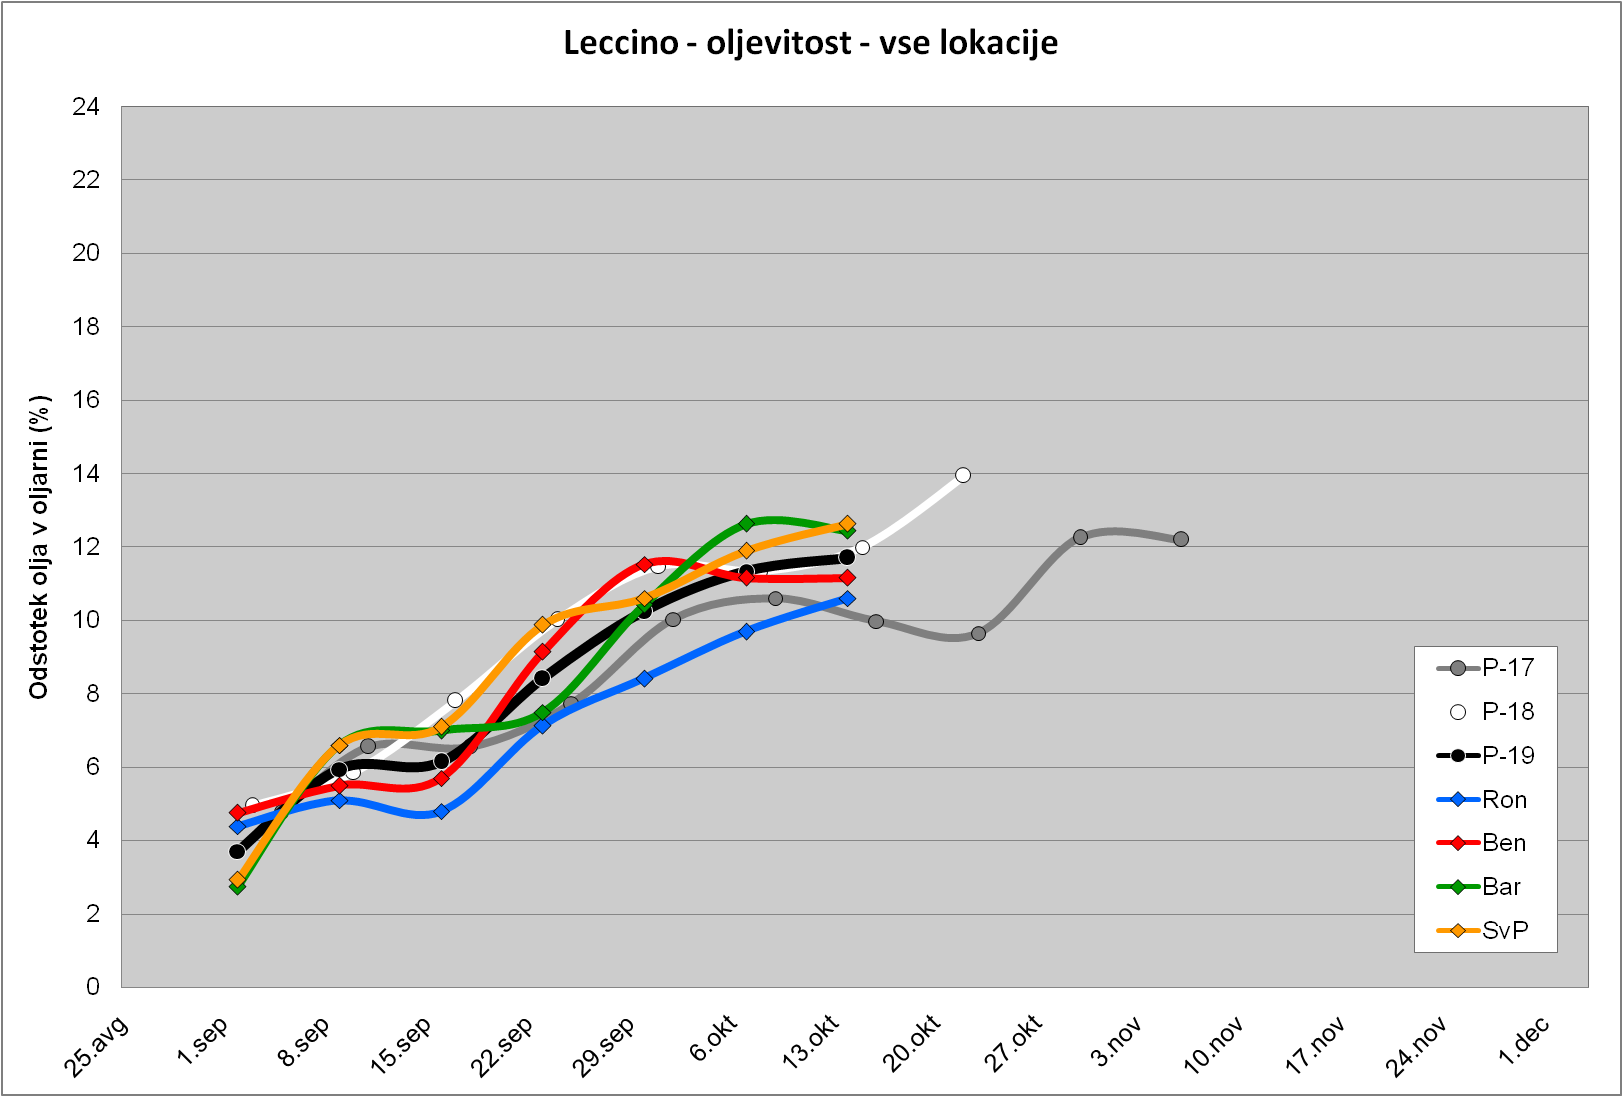 Leccino - oljevitost - vse lokacije
Odstotek olja v oljarni (%)
24
22
20
18
16
14
12
10
8
6
4
2
0
25.avg
1.sep
8.sep
15.sep
22.sep
29.sep
6.okt
13.okt
20.okt
27.okt
3.nov
10.nov
17.nov
24.nov
1.dec
P-17
P-18
P-19
Ron
Ben
Bar
SvP